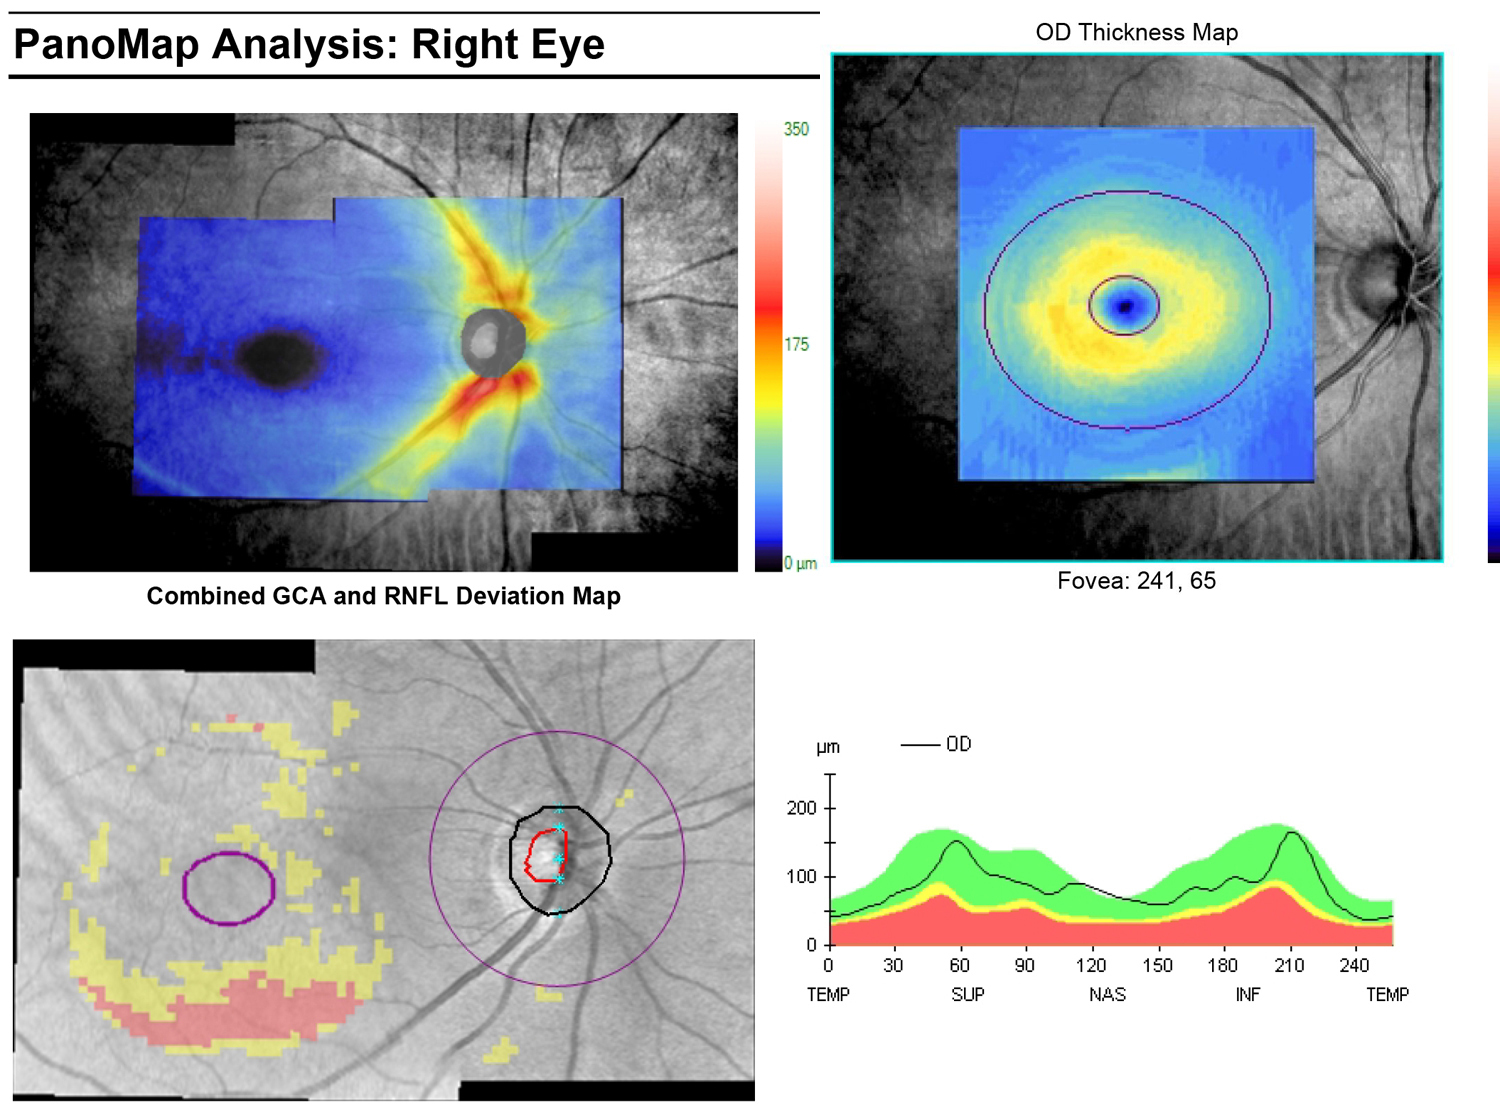 PanoMap Analysis: Right Eye
OD Thickness Map
350
175
0 µm
Fovea: 241, 65
Combined GCA and RNFL Deviation Map
µm
OD
200
100
0
0 30 60 90 120 150 180 210 240
TEMP SUP NAS INF TEMP